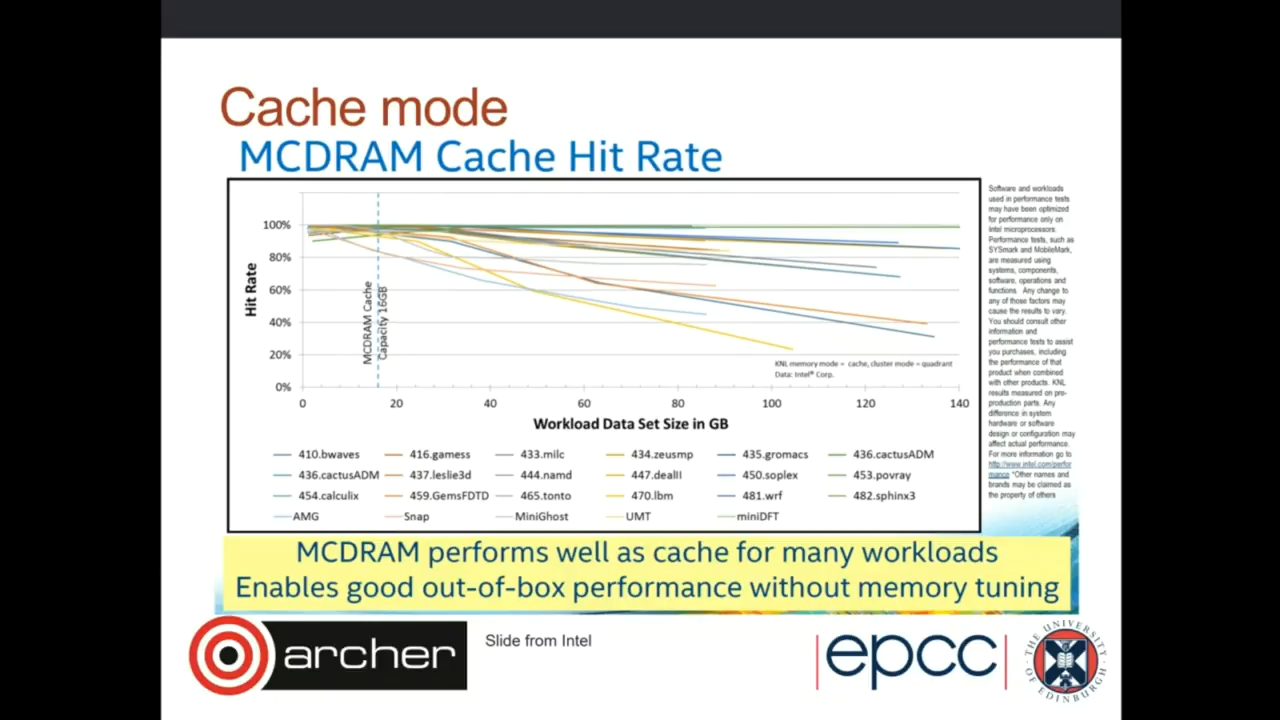 Cache mode
MCDRAM Cache Hit Rate
100%
80%
60%
40%
20%
0%
Hit Rate
MCDRAM Cache
Capacity 16GB
KNL memory mode = cache, cluster mode = quadrant
Data: Intel® Corp.
0 20 40 60 80 100 120 140
Workload Data Set Size in GB
410.bwaves 416.gamess 433.milc 434.zeusmp 435.gromacs 436.cactusADM
436.cactusADM 437.leslie3d 444.namd 447.dealII 450.soplex 453.povray
454.calculix 459.GemsFDTD 465.tonto 470.lbm 481.wrf 482.sphinx3
AMG Snap MiniGhost UMT miniDFT
Software and workloads
used in performance tests
may have been optimized
for performance only on
Intel microprocessors.
Performance tests, such as
SYSmark and MobileMark,
are measured using
systems, components,
software, operations and
functions. Any change to
any of those factors may
cause the results to vary.
You should consult other
information and
performance tests to assist
you purchases, including
the performance of that
product when combined
with other products. KNL
results measured on pre-
production parts. Any
difference in system
hardware or software
design or configuration may
affect actual performance.
For more information go to
http://www.intel.com/perfor
mance *Other names and
brands may be claimed as
the property of others
MCDRAM performs well as cache for many workloads
Enables good out-of-box performance without memory tuning
archer
Slide from Intel
epcc
THE UNIVERSITY
OF EDINBURGH